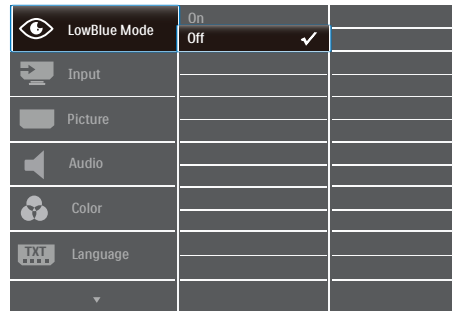 LowBlue Mode
On
Off
Input
Picture
Audio
Color
TXT
Language